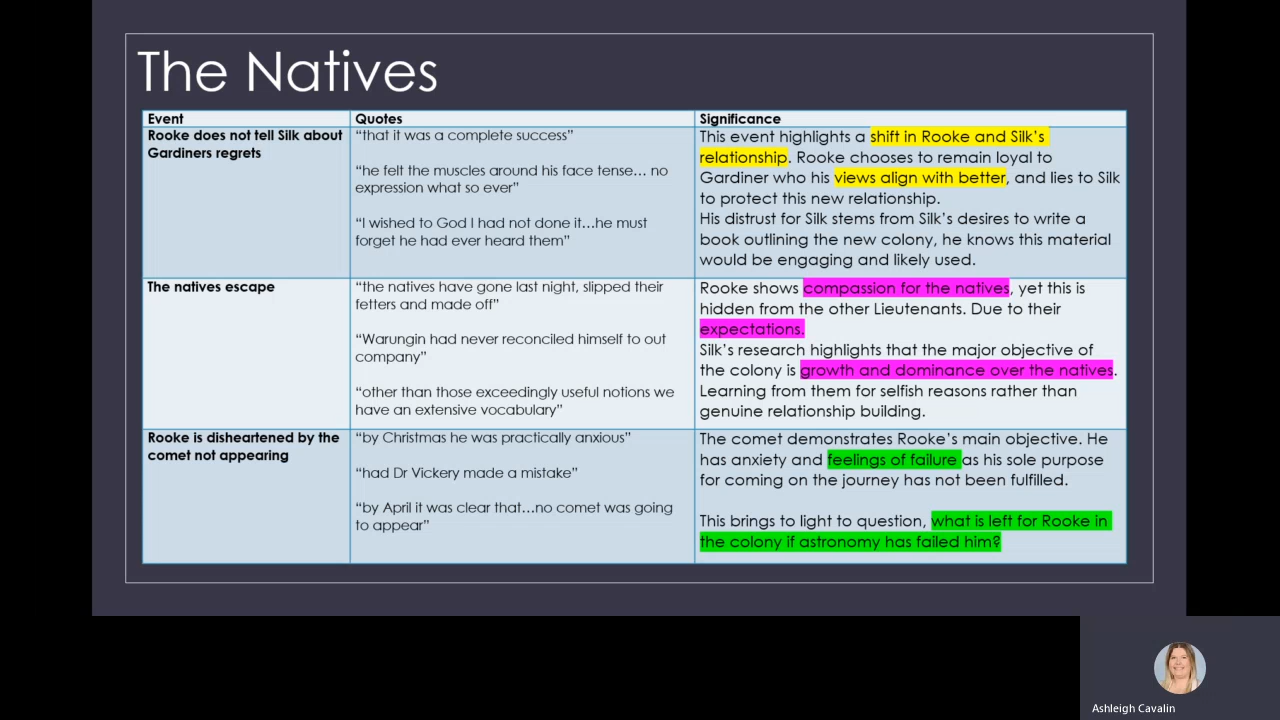 The Natives
Event
Quotes
Significance
Rooke does not tell Silk about
Gardiners regrets
“that it was a complete success”
“he felt the muscles around his face tense… no
expression what so ever”
“I wished to God I had not done it…he must
forget he had ever heard them”
This event highlights a shift in Rooke and Silk’s
relationship. Rooke chooses to remain loyal to
Gardiner who his views align with better, and lies to Silk
to protect this new relationship.
His distrust for Silk stems from Silk’s desires to write a
book outlining the new colony, he knows this material
would be engaging and likely used.
The natives escape
“the natives have gone last night, slipped their
fetters and made off”
“Warungin had never reconciled himself to out
company”
“other than those exceedingly useful notions we
have an extensive vocabulary”
Rooke shows compassion for the natives, yet this is
hidden from the other Lieutenants. Due to their
expectations.
Silk’s research highlights that the major objective of
the colony is growth and dominance over the natives.
Learning from them for selfish reasons rather than
genuine relationship building.
Rooke is disheartened by the
comet not appearing
“by Christmas he was practically anxious”
“had Dr Vickery made a mistake”
“by April it was clear that…no comet was going
to appear”
The comet demonstrates Rooke’s main objective. He
has anxiety and feelings of failure as his sole purpose
for coming on the journey has not been fulfilled.
This brings to light to question, what is left for Rooke in
the colony if astronomy has failed him?
Ashleigh Cavalin